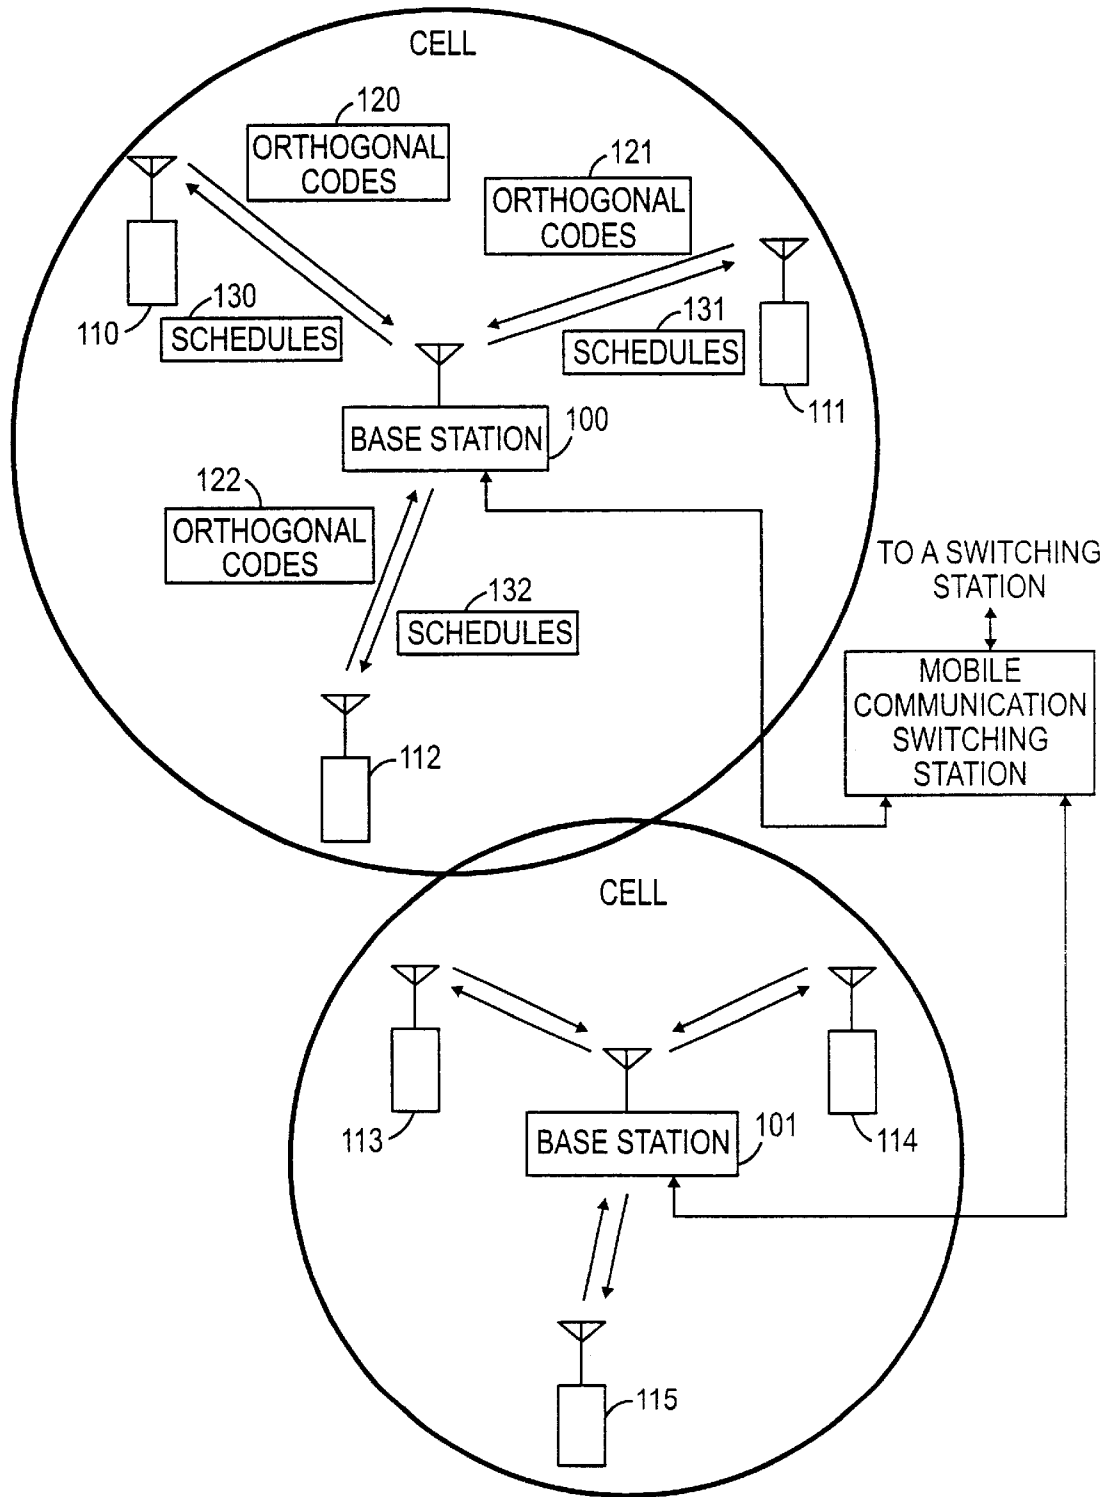 CELL
120
ORTHOGONAL
CODES
121
ORTHOGONAL
CODES
130
SCHEDULES
110
131
SCHEDULES
111
BASE STATION
100
122
ORTHOGONAL
CODES
132
SCHEDULES
112
TO A SWITCHING
STATION
MOBILE
COMMUNICATION
SWITCHING
STATION
CELL
113
BASE STATION
101
114
115